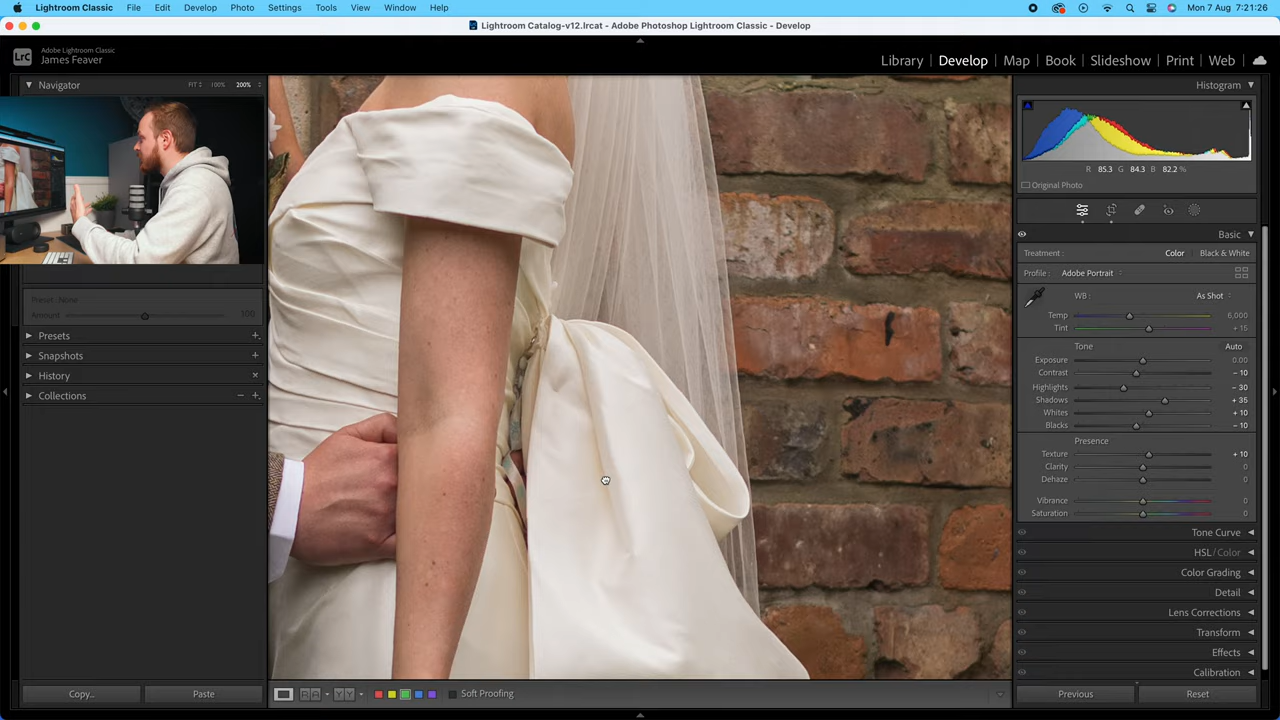 Lightroom Classic File Edit Develop Photo Settings Tools View Window Help Mon 7 Aug 7:21:26
Lightroom Catalog-v12.lrcat - Adobe Photoshop Lightroom Classic - Develop
LrC Adobe Lightroom Classic
James Feaver
Library | Develop | Map | Book | Slideshow | Print | Web
Navigator FIT 100% 200%
Preset : None
Amount 100
Presets
Snapshots
History
Collections
Copy... Paste
Soft Proofing
Histogram
R 85.3 G 84.3 B 82.2 %
Original Photo
Basic
Treatment : Color Black & White
Profile : Adobe Portrait
WB : As Shot
Temp 6,000
Tint + 15
Tone Auto
Exposure 0.00
Contrast – 10
Highlights – 30
Shadows + 35
Whites + 10
Blacks – 10
Presence
Texture + 10
Clarity 0
Dehaze 0
Vibrance 0
Saturation 0
Tone Curve
HSL / Color
Color Grading
Detail
Lens Corrections
Transform
Effects
Calibration
Previous Reset